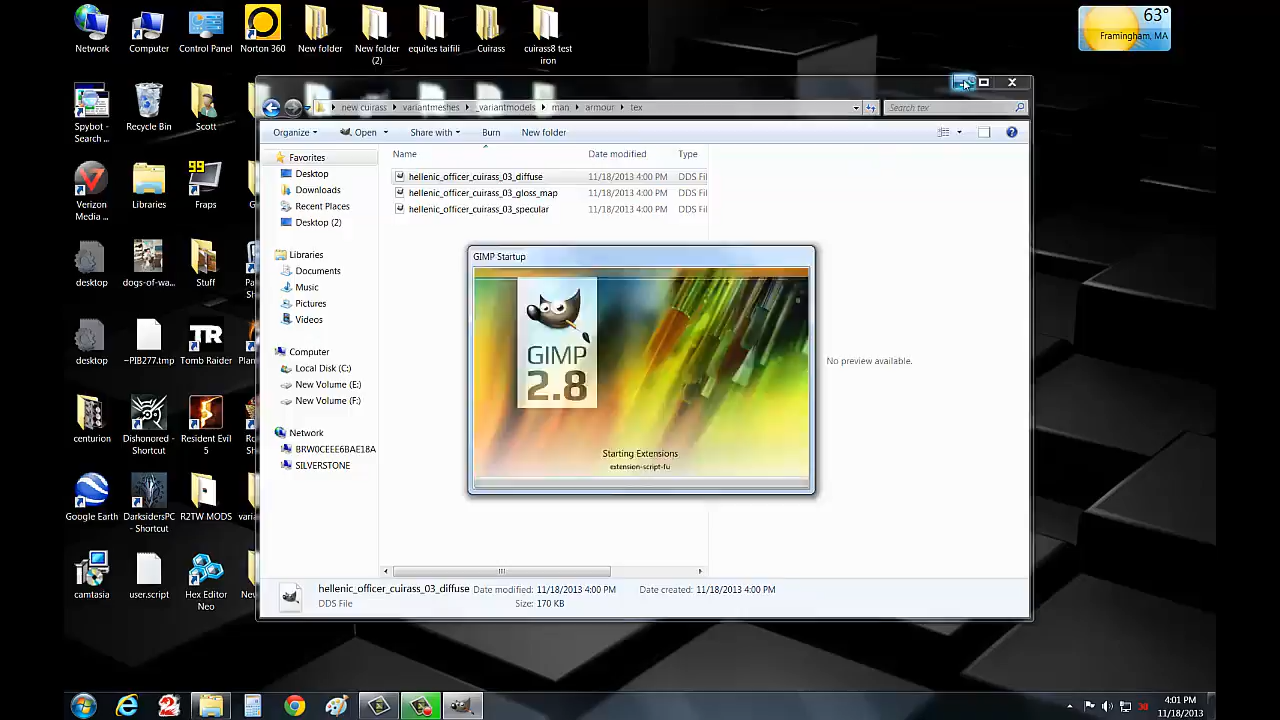 Network
Computer
Control Panel
Norton 360
New folder
New folder
(2)
equites taifili
Cuirass
cuirass8 test
iron
63°
Framingham, MA
Spybot -
Search ...
Recycle Bin
Scott
Verizon
Media ...
Libraries
99
Fraps
desktop
dogs-of-wa...
Stuff
desktop
~PIB277.tmp
TR
Tomb Raider
centurion
Dishonored -
Shortcut
Resident Evil
5
Google Earth
DarksidersPC
- Shortcut
R2TW MODS
camtasia
user.script
Hex Editor
Neo
new cuirass
variantmeshes
_variantmodels
man
armour
tex
Search tex
Organize
Open
Share with
Burn
New folder
Favorites
Desktop
Downloads
Recent Places
Desktop (2)
Libraries
Documents
Music
Pictures
Videos
Computer
Local Disk (C:)
New Volume (E:)
New Volume (F:)
Network
BRW0CEEE6BAE18A
SILVERSTONE
Name Date modified Type
hellenic_officer_cuirass_03_diffuse 11/18/2013 4:00 PM DDS Fil
hellenic_officer_cuirass_03_gloss_map 11/18/2013 4:00 PM DDS Fil
hellenic_officer_cuirass_03_specular 11/18/2013 4:00 PM DDS Fil
GIMP Startup
GIMP
2.8
Starting Extensions
extension-script-fu
No preview available.
hellenic_officer_cuirass_03_diffuse Date modified: 11/18/2013 4:00 PM Date created: 11/18/2013 4:00 PM
DDS File Size: 170 KB
4:01 PM
11/18/2013